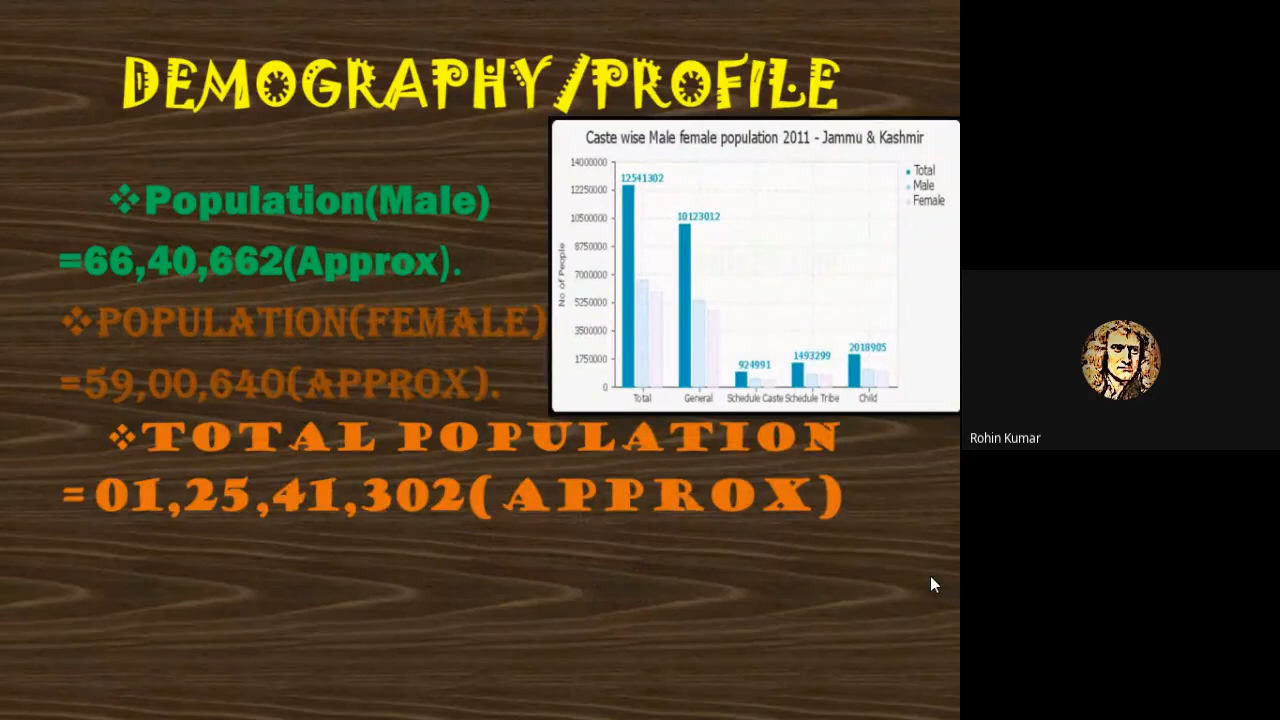 DEMOGRAPHY/PROFILE
❖Population(Male)
=66,40,662(Approx).
❖POPULATION(FEMALE)
=59,00,640(APPROX).
❖TOTAL POPULATION
=01,25,41,302(APPROX)
Caste wise Male female population 2011 - Jammu & Kashmir
14000000
12250000
10500000
8750000
7000000
5250000
3500000
1750000
0
No of People
12541302
10123012
924991
1493299
2018905
Total
General
Schedule Caste
Schedule Tribe
Child
Total
Male
Female
Rohin Kumar